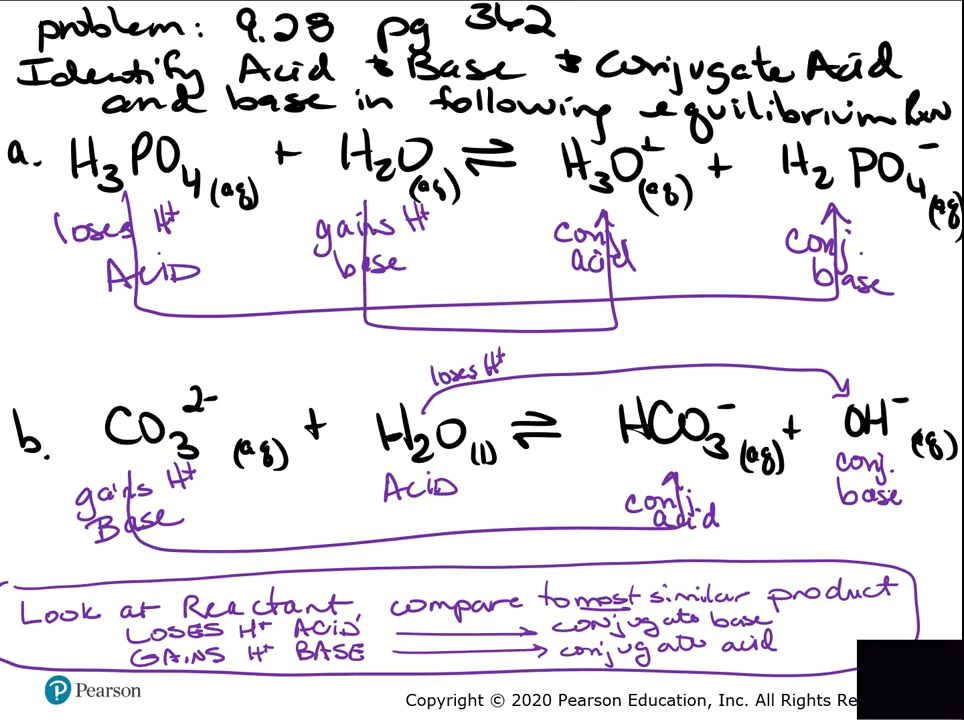 problem: 9.28 pg 362
Identify Acid & Base & Conjugate Acid
and base in following equilibrium Rxn
a. H₃PO₄ (aq) + H₂O (aq) ⇌ H₃O⁺ (aq) + H₂PO₄⁻ (aq)
loses H⁺ gains H⁺ conj acid conj. base
ACID base
loses H⁺
b. CO₃²⁻ (aq) + H₂O (l) ⇌ HCO₃⁻ (aq) + OH⁻ (aq)
gains H⁺ ACID conj. acid conj. base
Base
Look at Reactant, compare to most similar product
LOSES H⁺ ACID → conjugate base
GAINS H⁺ BASE → conjugate acid
P Pearson
Copyright © 2020 Pearson Education, Inc. All Rights Re